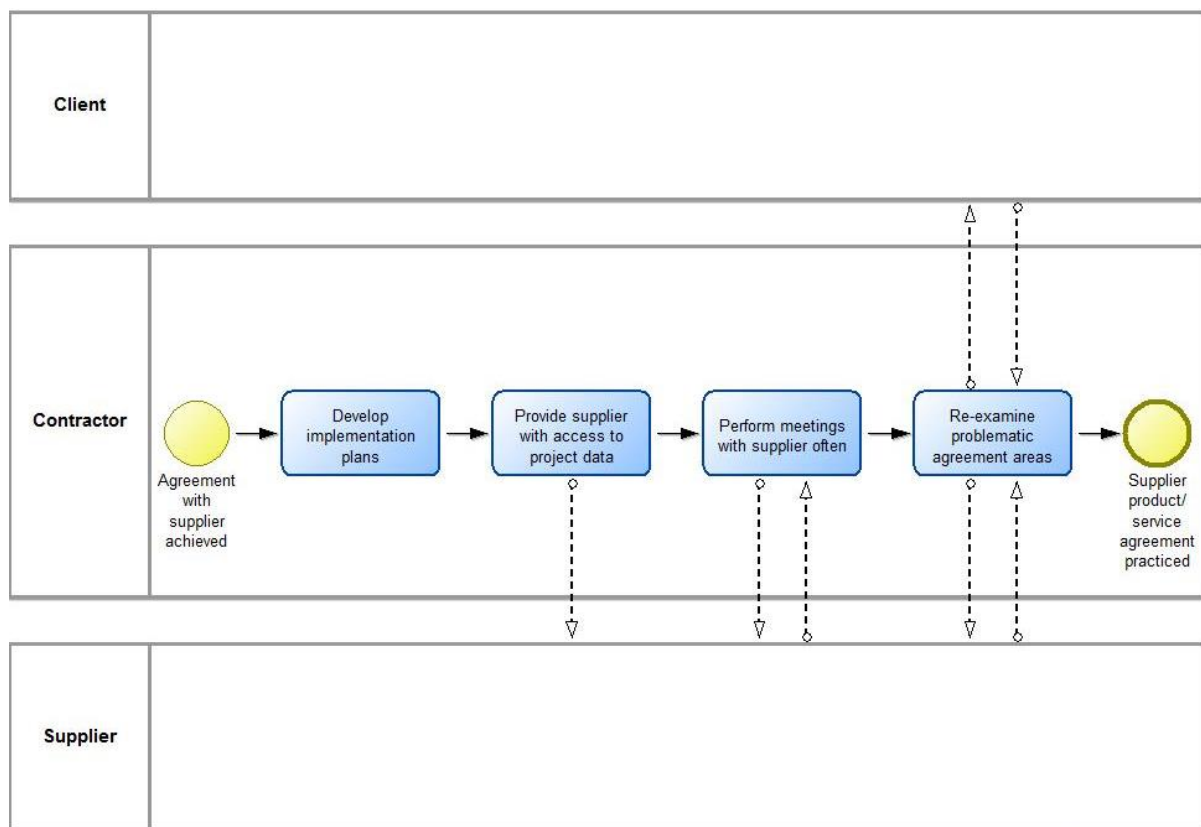 Client
Contractor
Agreement
with
supplier
achieved
Develop
implementation
plans
Provide supplier
with access to
project data
Perform meetings
with supplier often
Re-examine
problematic
agreement areas
Supplier
product/
service
agreement
practiced
Supplier